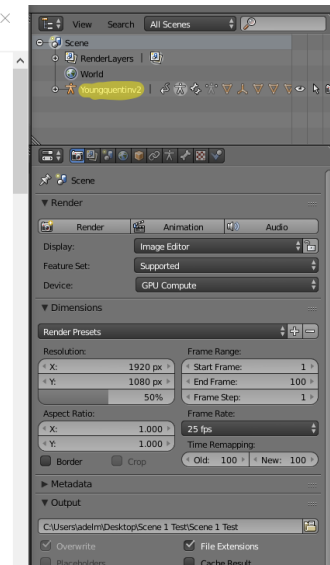 View Search All Scenes
Scene
RenderLayers |
World
Youngquentinv2 |
Scene
Render
Render Animation Audio
Display: Image Editor
Feature Set: Supported
Device: GPU Compute
Dimensions
Render Presets
Resolution: Frame Range:
X: 1920 px Start Frame: 1
Y: 1080 px End Frame: 100
50% Frame Step: 1
Aspect Ratio: Frame Rate:
X: 1.000 25 fps
Y: 1.000 Time Remapping:
Border Crop Old: 100 New: 100
Metadata
Output
C:\Users\adelm\Desktop\Scene 1 Test\Scene 1 Test
Overwrite File Extensions
Placeholders Cache Result